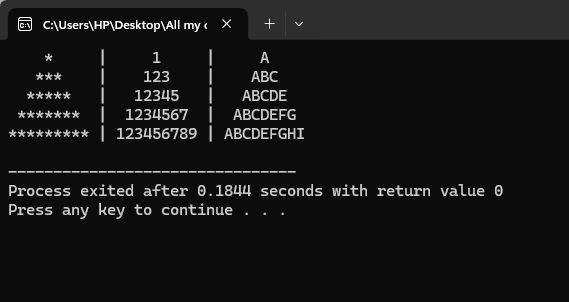 C:\Users\HP\Desktop\All my c
    *     |     1     |     A
   ***    |    123    |    ABC
  *****   |   12345   |   ABCDE
 *******  |  1234567  |  ABCDEFG
********* | 123456789 | ABCDEFGHI
--------------------------------
Process exited after 0.1844 seconds with return value 0
Press any key to continue . . .